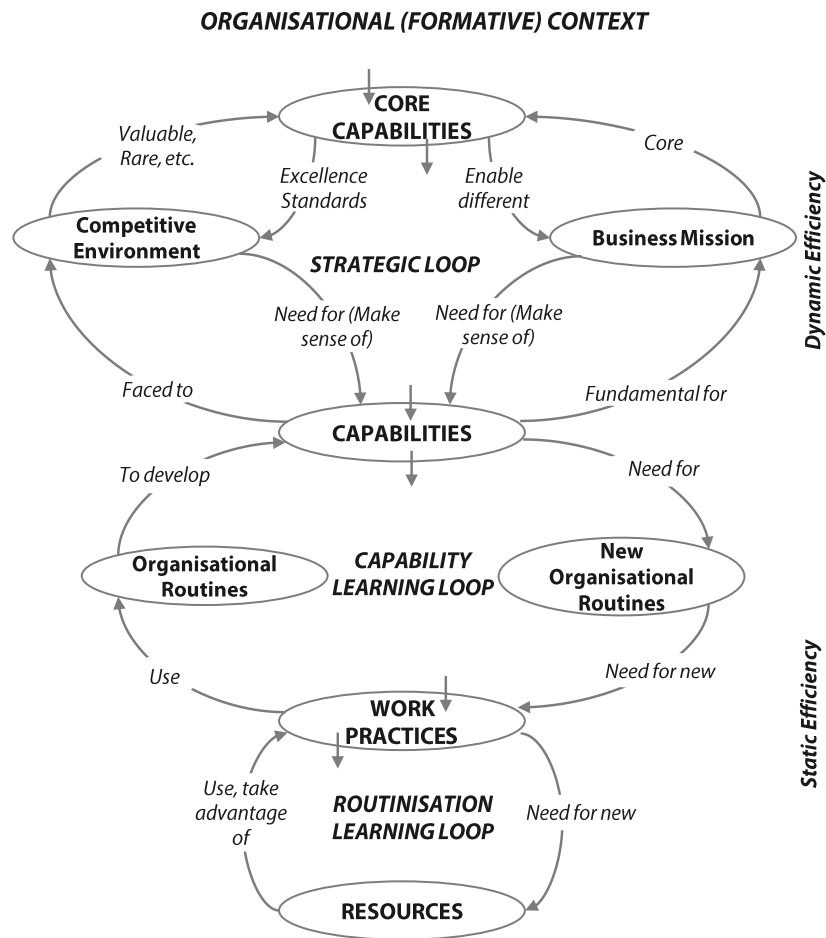 ORGANISATIONAL (FORMATIVE) CONTEXT
CORE
CAPABILITIES
Valuable,
Rare, etc.
Core
Excellence
Standards
Enable
different
Competitive
Environment
Business Mission
Dynamic Efficiency
STRATEGIC LOOP
Need for (Make
sense of)
Need for (Make
sense of)
Faced to
Fundamental for
CAPABILITIES
To develop
Need for
Organisational
Routines
CAPABILITY
LEARNING LOOP
New
Organisational
Routines
Use
Need for new
Static Efficiency
WORK
PRACTICES
Use, take
advantage
of
ROUTINISATION
LEARNING LOOP
Need for new
RESOURCES